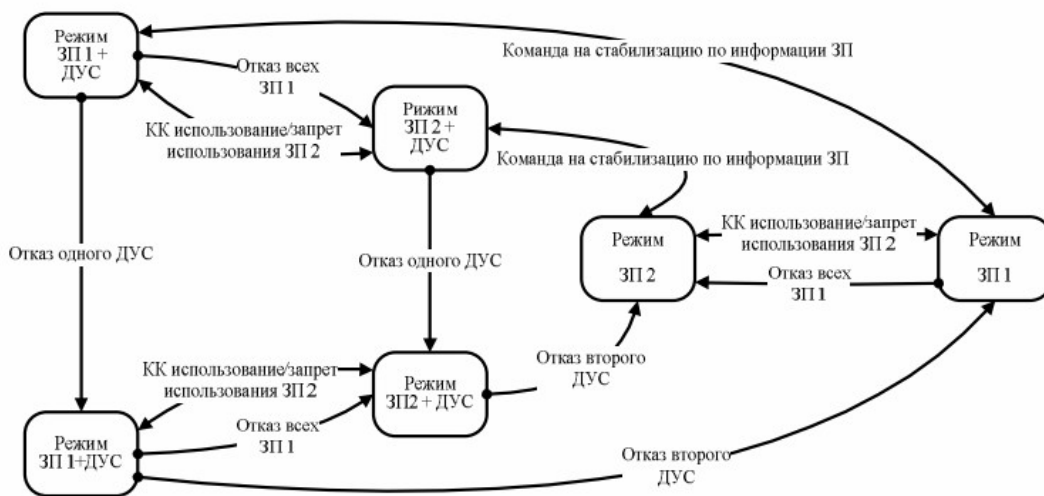 Режим
ЗП 1 +
ДУС
Команда на стабилизацию по информации ЗП
Отказ всех
ЗП 1
Рижим
ЗП 2 +
ДУС
КК использование/запрет
использования ЗП 2
Команда на стабилизацию по информации ЗП
Отказ одного ДУС
Отказ одного ДУС
Режим
ЗП 2
КК использование/запрет
использования ЗП 2
Отказ всех
ЗП 1
Режим
ЗП 1
Отказ второго
ДУС
КК использование/запрет
использования ЗП 2
Режим
ЗП2 + ДУС
Отказ всех
ЗП 1
Режим
ЗП 1+ДУС
Отказ второго
ДУС